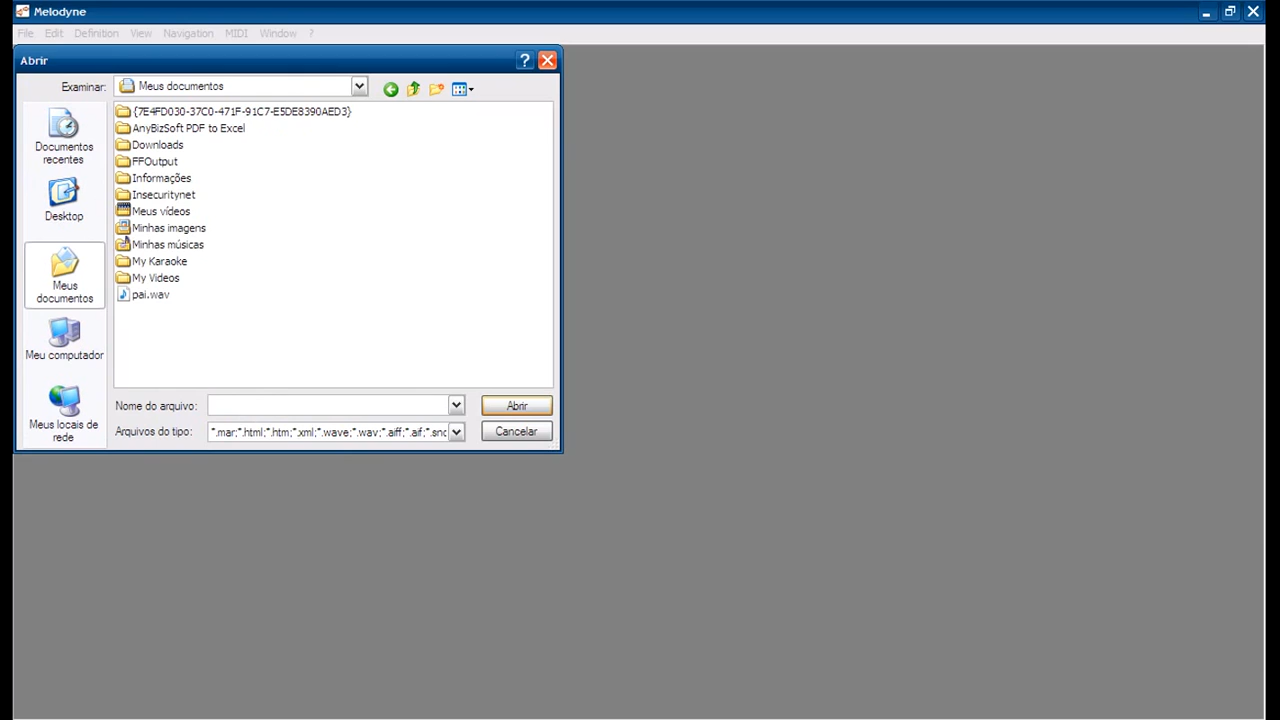 Melodyne
File Edit Definition View Navigation MIDI Window ?
Abrir
Examinar: Meus documentos
Documentos recentes
Desktop
Meus documentos
Meu computador
Meus locais de rede
{7E4FD030-37C0-471F-91C7-E5DE8390AED3}
AnyBizSoft PDF to Excel
Downloads
FFOutput
Informações
Insecuritynet
Meus vídeos
Minhas imagens
Minhas músicas
My Karaoke
My Videos
pai.wav
Nome do arquivo: Abrir
Arquivos do tipo: *.mar;*.html;*.htm;*.xml;*.wave;*.wav;*.aiff;*.aif;*.snd Cancelar